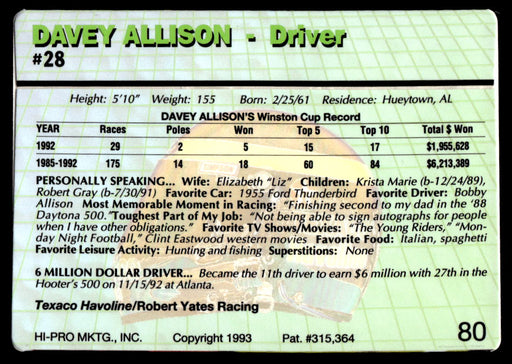 DAVEY ALLISON - Driver
#28
Height: 5'10" Weight: 155 Born: 2/25/61 Residence: Hueytown, AL
DAVEY ALLISON'S Winston Cup Record
YEAR Races Poles Won Top 5 Top 10 Total $ Won
1992 29 2 5 15 17 $1,955,628
1985-1992 175 14 18 60 84 $6,213,389
PERSONALLY SPEAKING... Wife: Elizabeth "Liz" Children: Krista Marie (b-12/24/89),
Robert Gray (b-7/30/91) Favorite Car: 1955 Ford Thunderbird Favorite Driver: Bobby
Allison Most Memorable Moment in Racing: "Finishing second to my dad in the '88
Daytona 500." Toughest Part of My Job: "Not being able to sign autographs for people
when I have other obligations." Favorite TV Shows/Movies: "The Young Riders," "Mon-
day Night Football," Clint Eastwood western movies Favorite Food: Italian, spaghetti
Favorite Leisure Activity: Hunting and fishing Superstitions: None
6 MILLION DOLLAR DRIVER... Became the 11th driver to earn $6 million with 27th in the
Hooter's 500 on 11/15/92 at Atlanta.
Texaco Havoline/Robert Yates Racing
HI-PRO MKTG., INC. Copyright 1993 Pat. #315,364 80